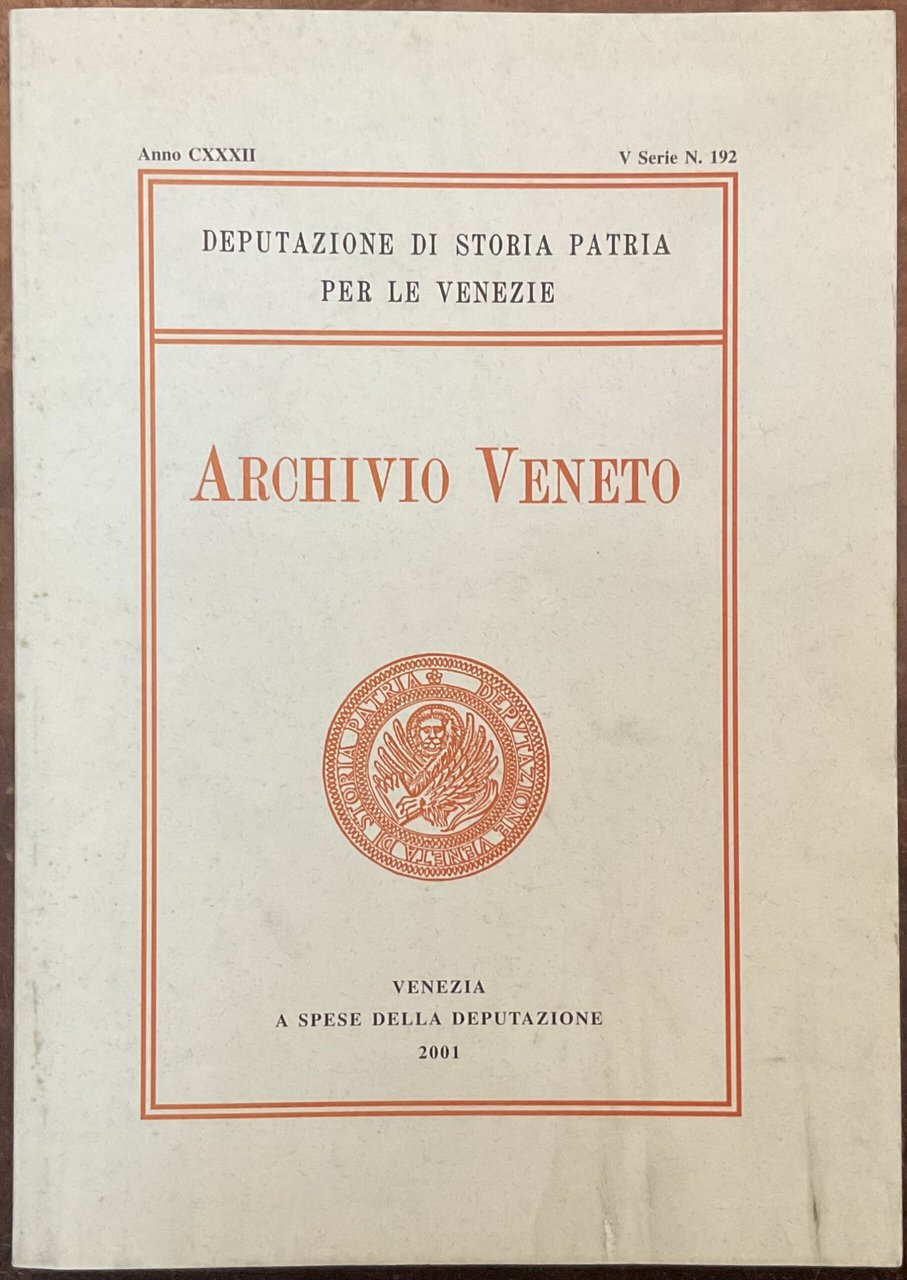 Anno CXXXII
V Serie N. 192
DEPUTAZIONE DI STORIA PATRIA
PER LE VENEZIE
ARCHIVIO VENETO
DEPVTAZIONE VENETA DI STORIA PATRIA
VENEZIA
A SPESE DELLA DEPUTAZIONE
2001